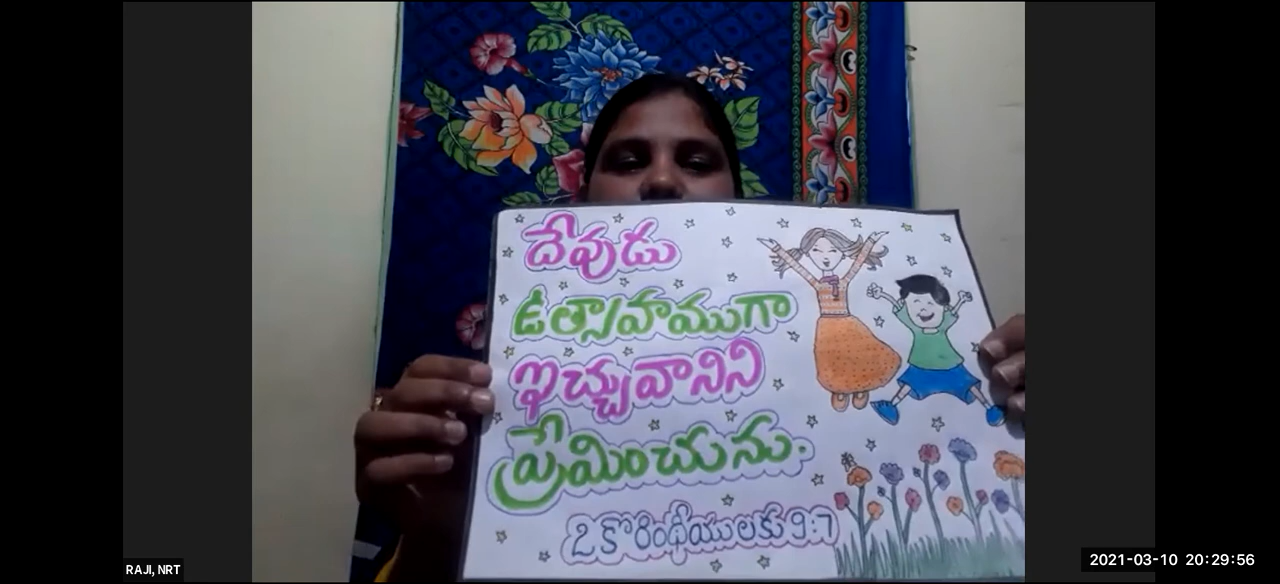 దేవుడు
ఉత్సాహముగా
ఇచ్చువానిని
ప్రేమించును.
2 కొరింథీయులకు 9:7
RAJI, NRT
2021-03-10 20:29:56